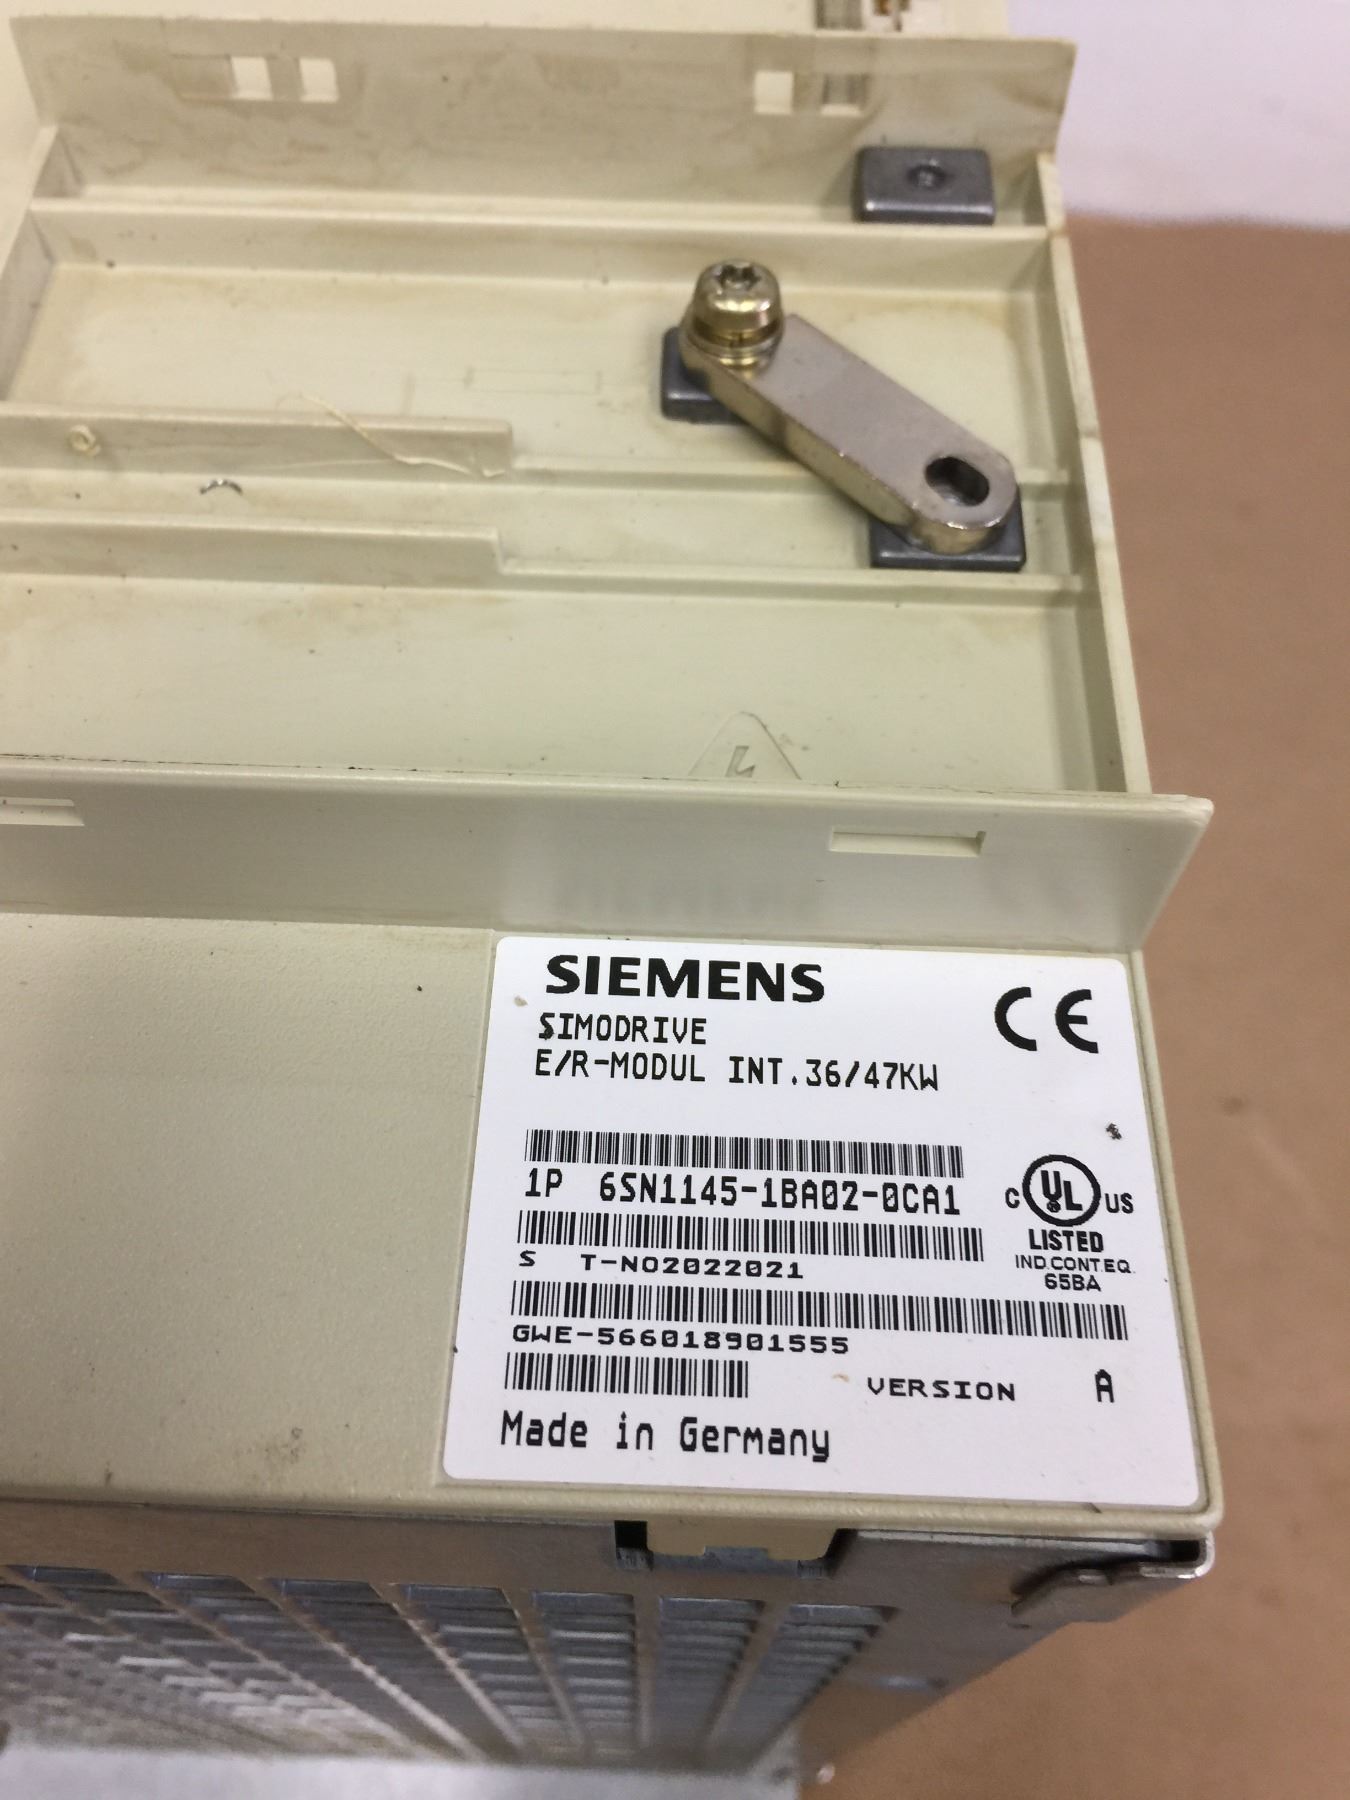 SIEMENS
CE
SIMODRIVE
E/R-MODUL INT.36/47KW
1P 6SN1145-1BA02-0CA1
C UL US
LISTED
IND.CONT.EQ.
65BA
S T-NO2022021
GWE-566018901555
VERSION A
Made in Germany